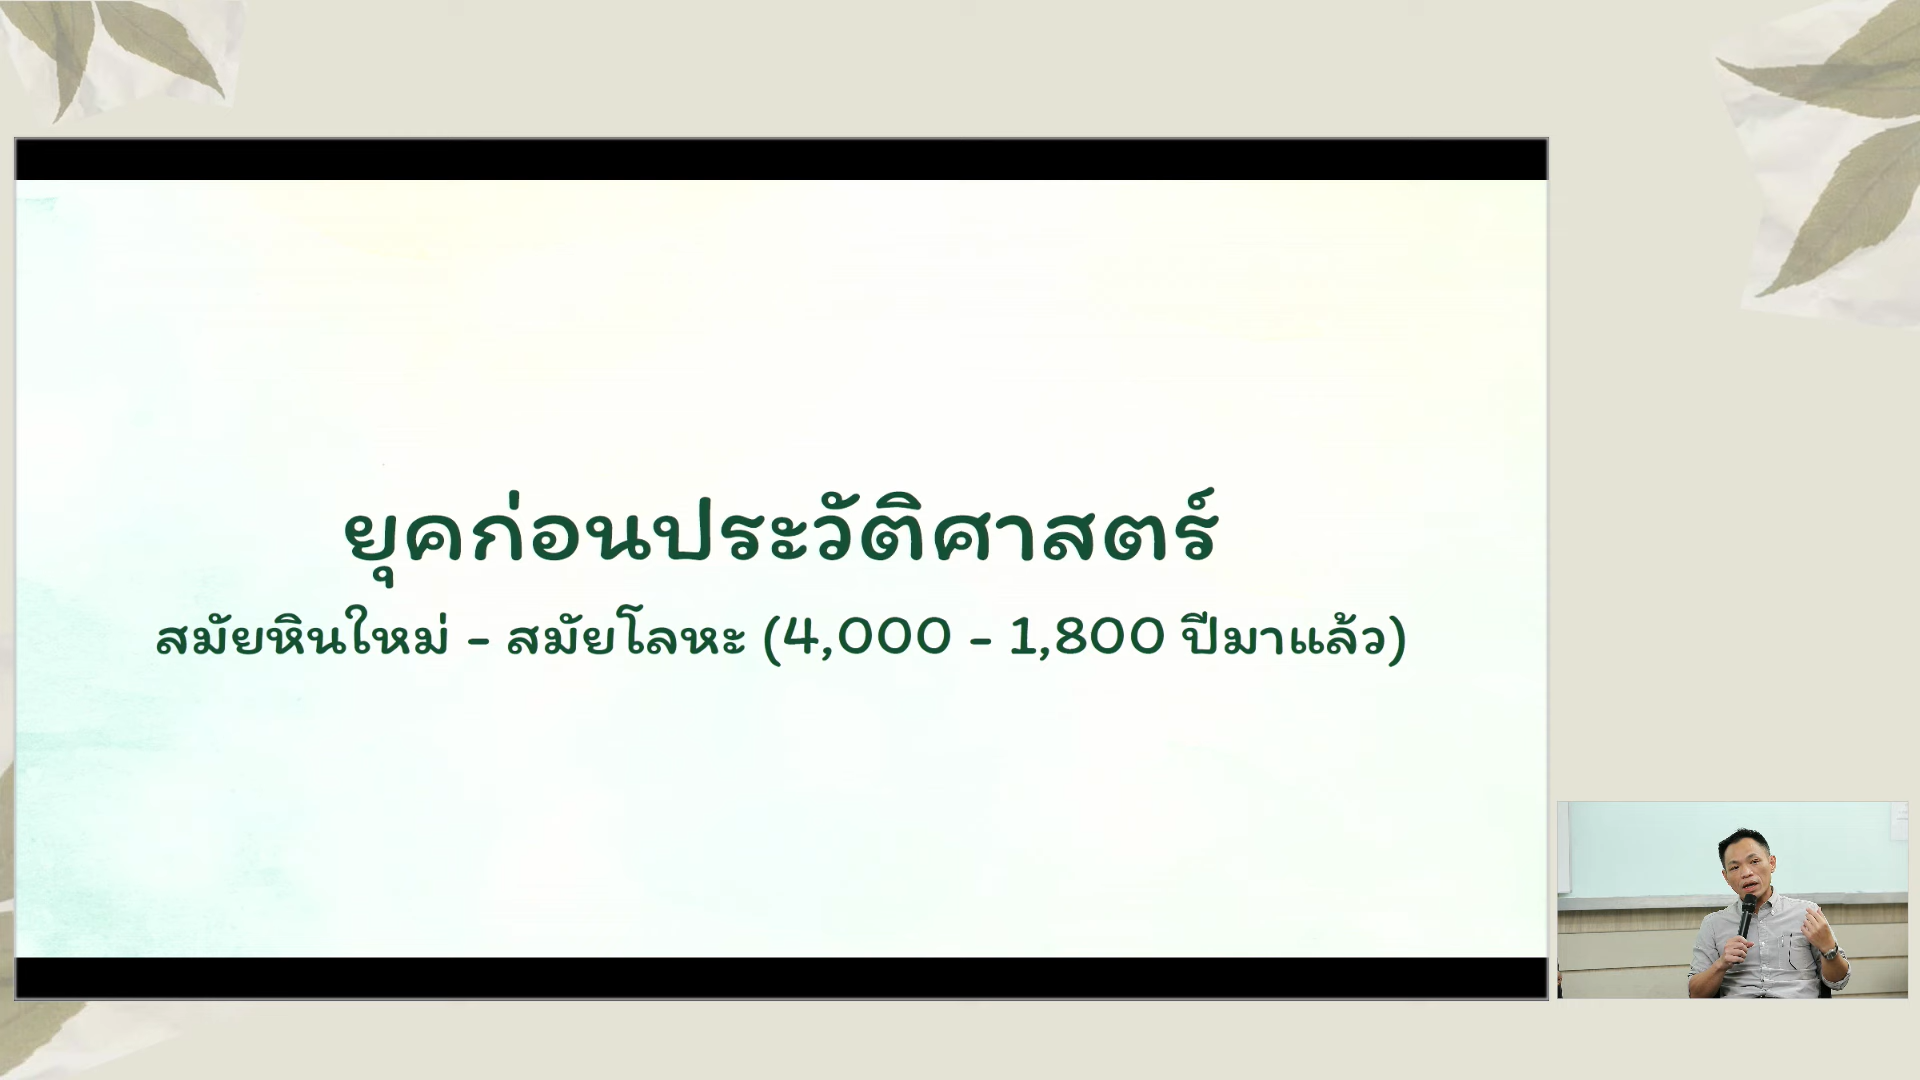 ยุคก่อนประวัติศาสตร์
สมัยหินใหม่ - สมัยโลหะ (4,000 - 1,800 ปีมาแล้ว)